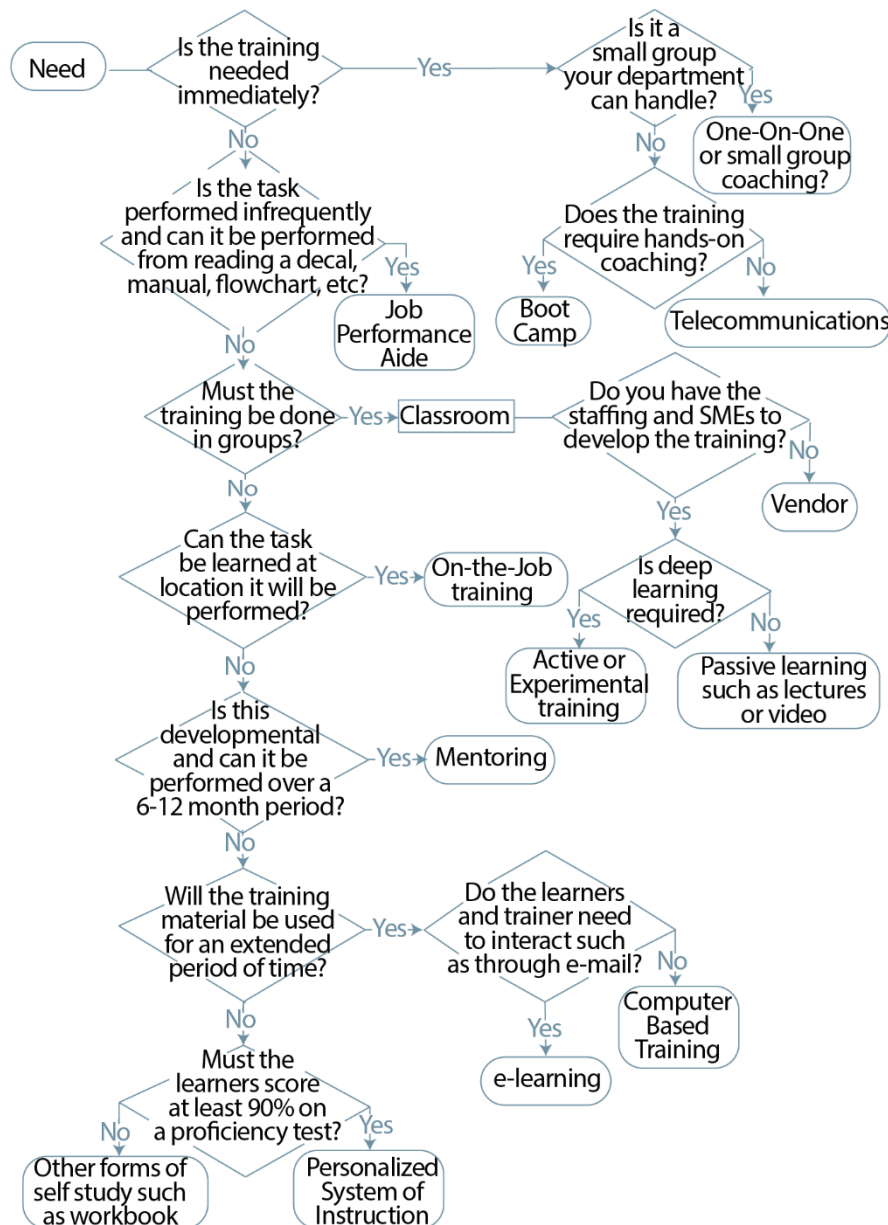 Need
Is the training
needed
immediately?
Yes
Is it a
small group
your department
can handle?
Yes
One-On-One
or small group
coaching?
No
Does the training
require hands-on
coaching?
Yes
Boot
Camp
No
Telecommunications
No
Is the task
performed infrequently
and can it be performed
from reading a decal,
manual, flowchart, etc?
Yes
Job
Performance
Aide
No
Must the
training be done
in groups?
Yes
Classroom
Do you have the
staffing and SMEs to
develop the training?
No
Vendor
Yes
Is deep
learning
required?
Yes
Active or
Experimental
training
No
Passive learning
such as lectures
or video
No
Can the task
be learned at
location it will be
performed?
Yes
On-the-Job
training
No
Is this
developmental
and can it be
performed over a
6-12 month period?
Yes
Mentoring
No
Will the training
material be used
for an extended
period of time?
Yes
Do the learners
and trainer need
to interact such
as through e-mail?
No
Computer
Based
Training
Yes
e-learning
No
Must the
learners score
at least 90% on
a proficiency test?
No
Other forms of
self study such
as workbook
Yes
Personalized
System of
Instruction